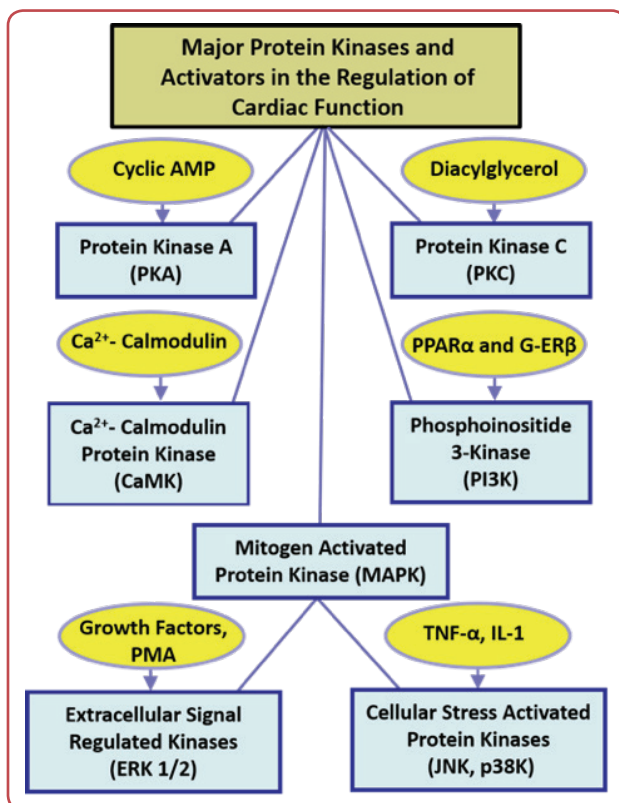 Major Protein Kinases and
Activators in the Regulation of
Cardiac Function
Cyclic AMP
Protein Kinase A
(PKA)
Diacylglycerol
Protein Kinase C
(PKC)
Ca²⁺- Calmodulin
Ca²⁺- Calmodulin
Protein Kinase
(CaMK)
PPARα and G-ERβ
Phosphoinositide
3-Kinase
(PI3K)
Mitogen Activated
Protein Kinase (MAPK)
Growth Factors,
PMA
Extracellular Signal
Regulated Kinases
(ERK 1/2)
TNF-α, IL-1
Cellular Stress Activated
Protein Kinases
(JNK, p38K)